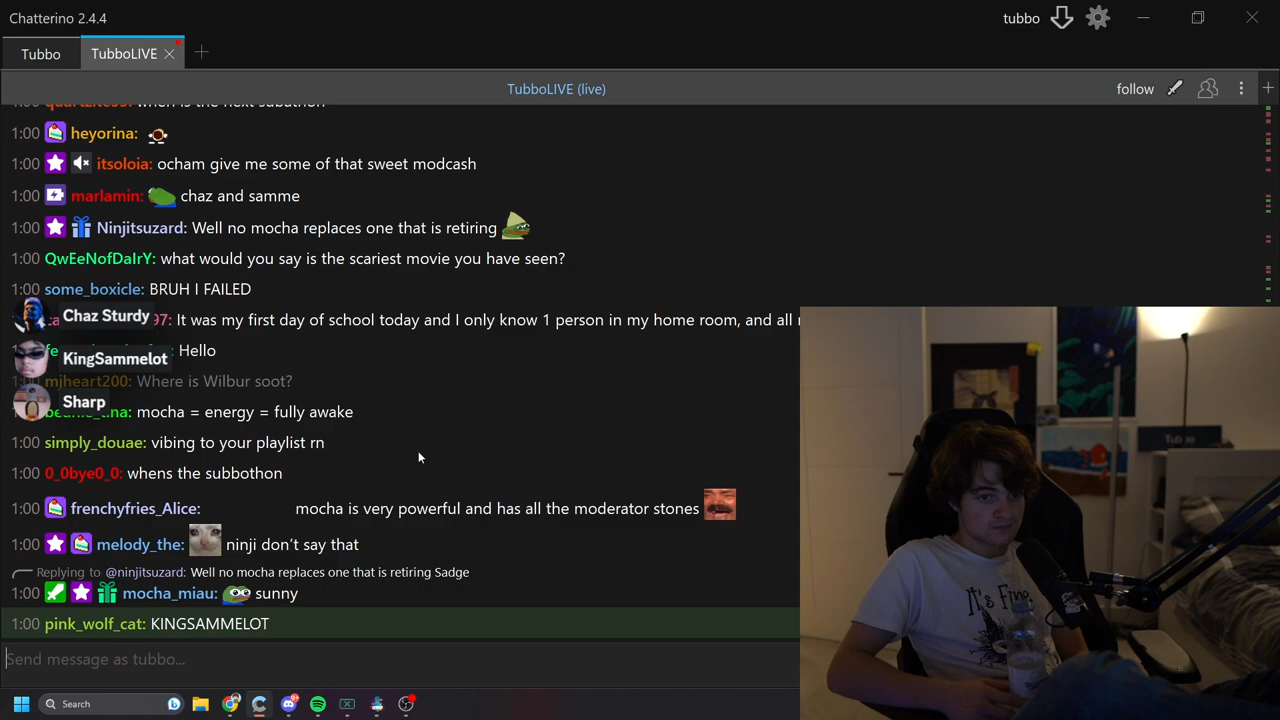 Chatterino 2.4.4
tubbo
Tubbo
TubboLIVE
TubboLIVE (live)
follow
1:00 heyorina:
1:00 itsoloia: ocham give me some of that sweet modcash
1:00 marlamin: chaz and samme
1:00 Ninjitsuzard: Well no mocha replaces one that is retiring
1:00 QwEeNofDaIrY: what would you say is the scariest movie you have seen?
1:00 some_boxicle: BRUH I FAILED
Chaz Sturdy
97: It was my first day of school today and I only know 1 person in my home room, and all
Hello
KingSammelot
mjheart200: Where is Wilbur soot?
Sharp
mocha = energy = fully awake
1:00 simply_douae: vibing to your playlist rn
1:00 0_0bye0_0: whens the subbothon
1:00 frenchyfries_Alice: mocha is very powerful and has all the moderator stones
1:00 melody_the: ninji don't say that
Replying to @ninjitsuzard: Well no mocha replaces one that is retiring Sadge
1:00 mocha_miau: sunny
1:00 pink_wolf_cat: KINGSAMMELOT
Send message as tubbo...
Search
Tubbo
It's Fine